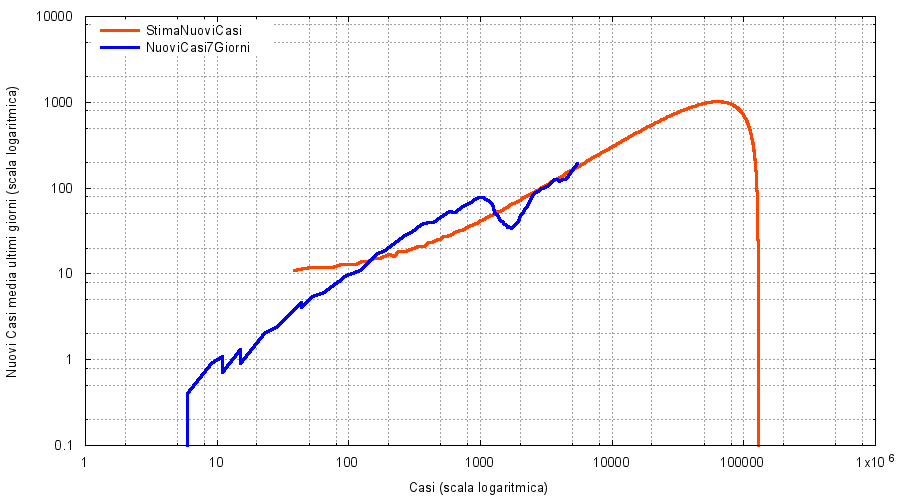 10000
1000
100
10
1
0.1
Nuovi Casi media ultimi giorni (scala logaritmica)
StimaNuoviCasi
NuoviCasi7Giorni
1 10 100 1000 10000 100000 1x10 6
Casi (scala logaritmica)